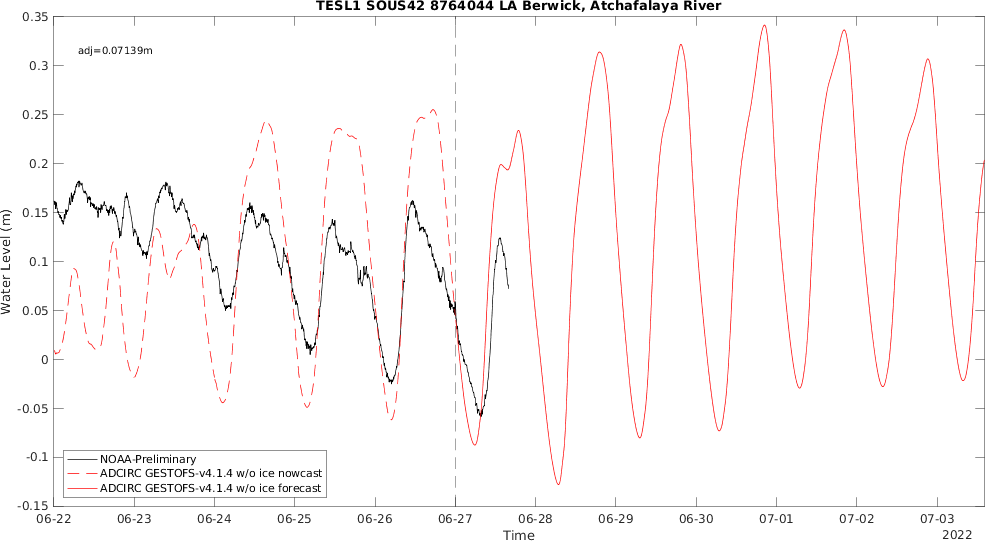 TESL1 SOUS42 8764044 LA Berwick, Atchafalaya River
adj=0.07139m
Water Level (m)
0.35
0.3
0.25
0.2
0.15
0.1
0.05
0
-0.05
-0.1
-0.15
NOAA-Preliminary
ADCIRC GESTOFS-v4.1.4 w/o ice nowcast
ADCIRC GESTOFS-v4.1.4 w/o ice forecast
06-22 06-23 06-24 06-25 06-26 06-27 06-28 06-29 06-30 07-01 07-02 07-03
Time
2022